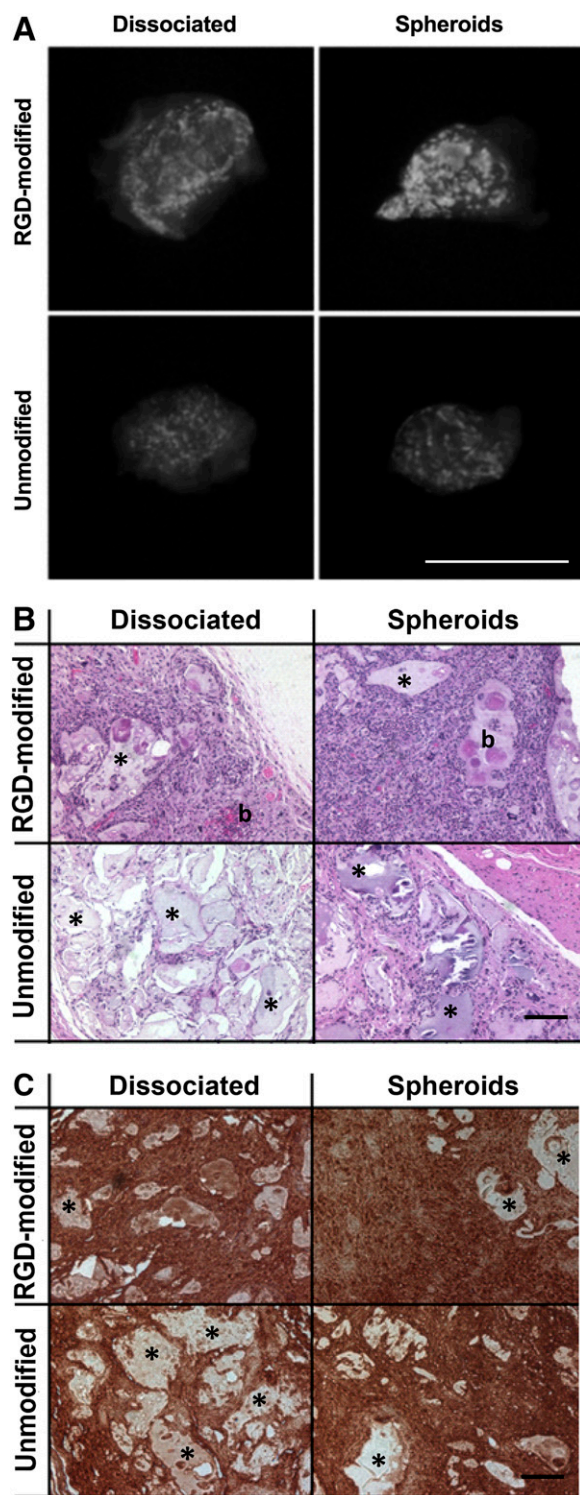 A
Dissociated Spheroids
RGD-modified
Unmodified
B
Dissociated Spheroids
RGD-modified
* * b b
Unmodified
* * * * *
C
Dissociated Spheroids
RGD-modified
* * *
Unmodified
* * * * *